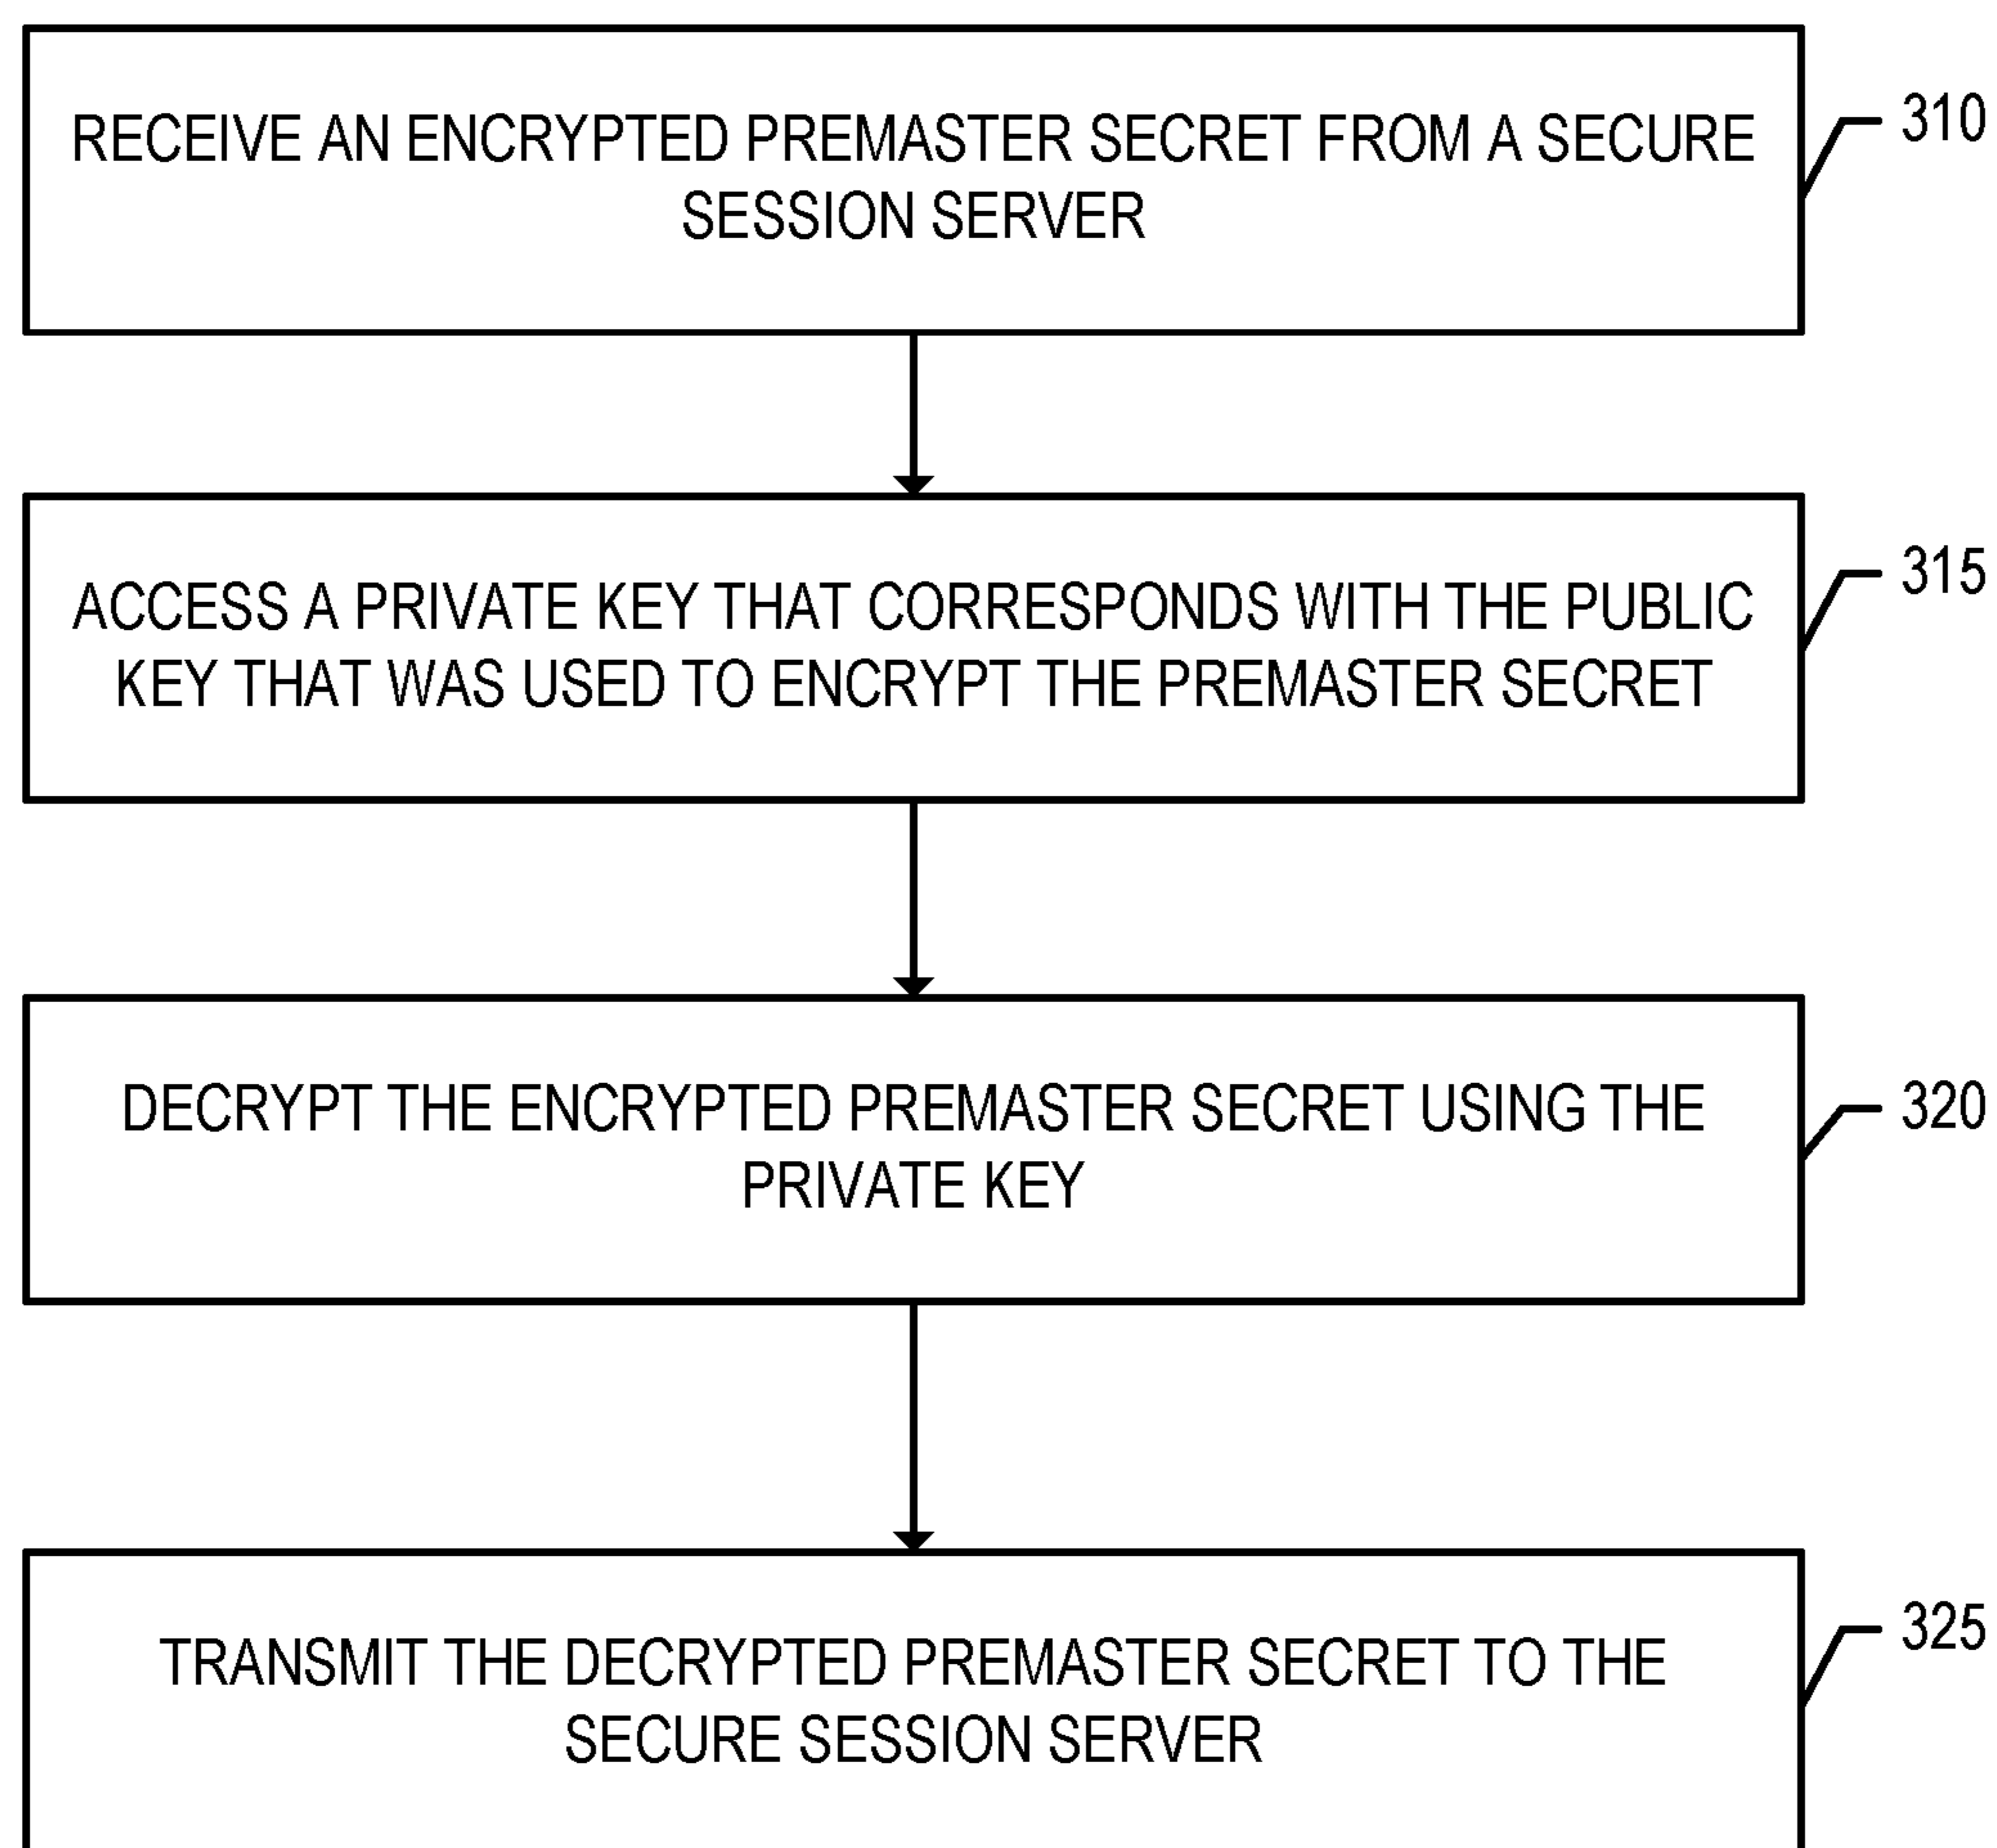 RECEIVE AN ENCRYPTED PREMASTER SECRET FROM A SECURE
SESSION SERVER
310
ACCESS A PRIVATE KEY THAT CORRESPONDS WITH THE PUBLIC
KEY THAT WAS USED TO ENCRYPT THE PREMASTER SECRET
315
DECRYPT THE ENCRYPTED PREMASTER SECRET USING THE
PRIVATE KEY
320
TRANSMIT THE DECRYPTED PREMASTER SECRET TO THE
SECURE SESSION SERVER
325